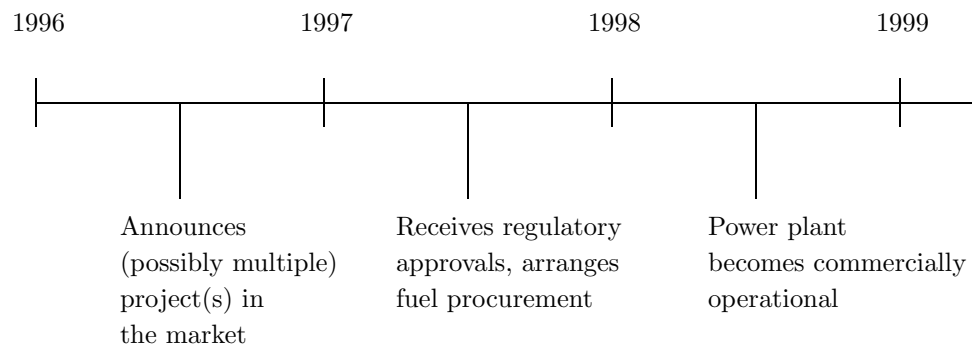 1996 1997 1998 1999
Announces
(possibly multiple)
project(s) in
the market
Receives regulatory
approvals, arranges
fuel procurement
Power plant
becomes commercially
operational